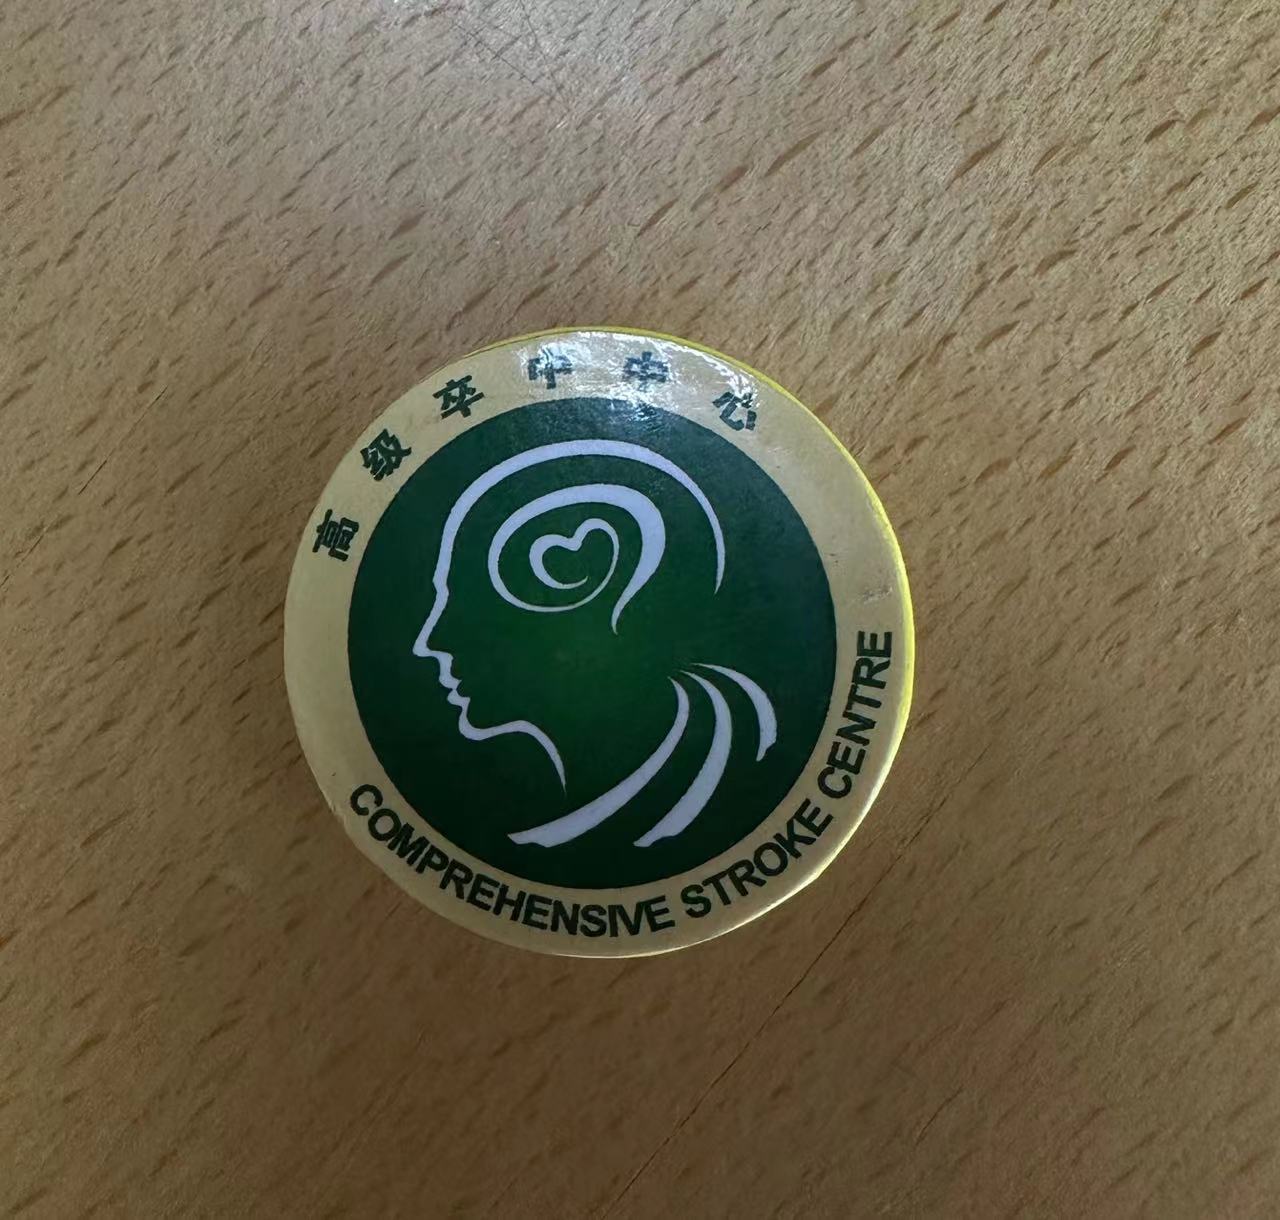 高级卒中中心
COMPREHENSIVE STROKE CENTRE